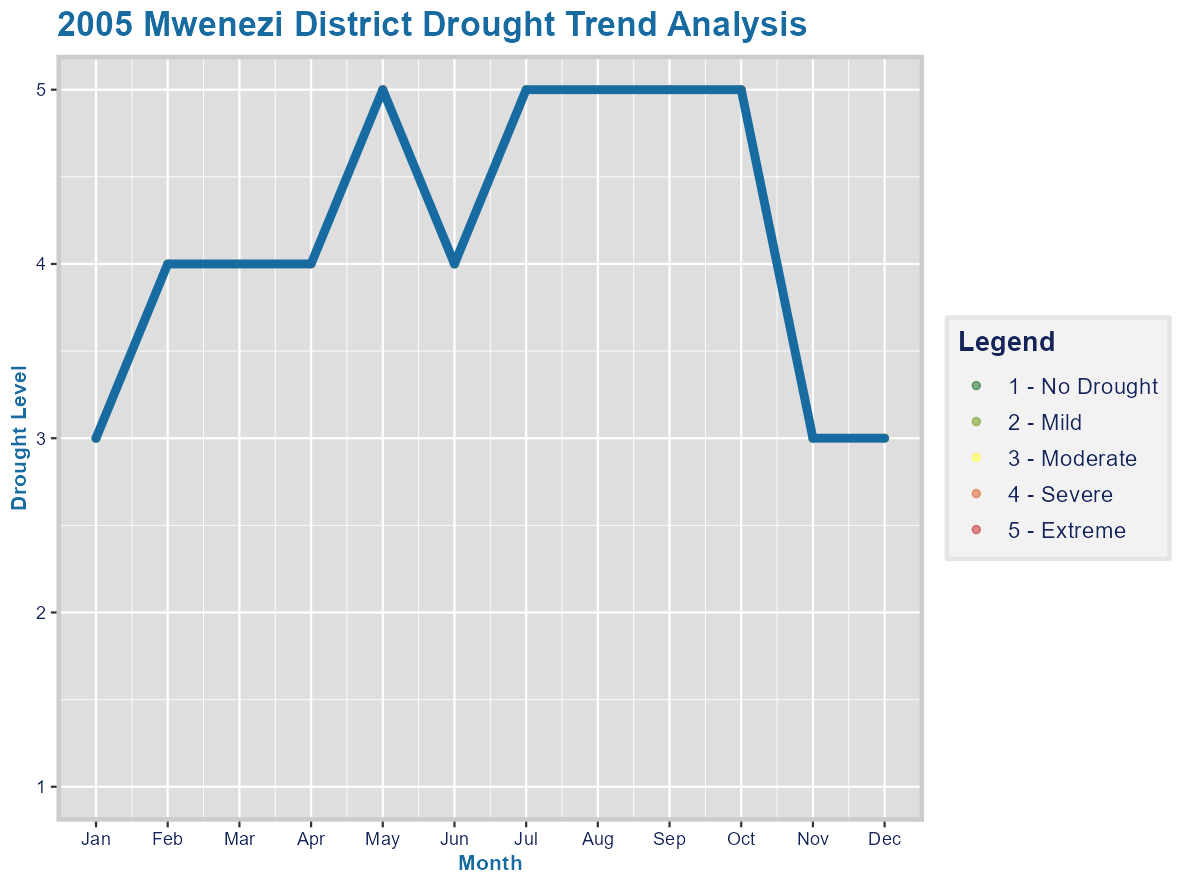 2005 Mwenezi District Drought Trend Analysis
5
4
3
2
1
Drought Level
Jan Feb Mar Apr May Jun Jul Aug Sep Oct Nov Dec
Month
Legend
1 - No Drought
2 - Mild
3 - Moderate
4 - Severe
5 - Extreme